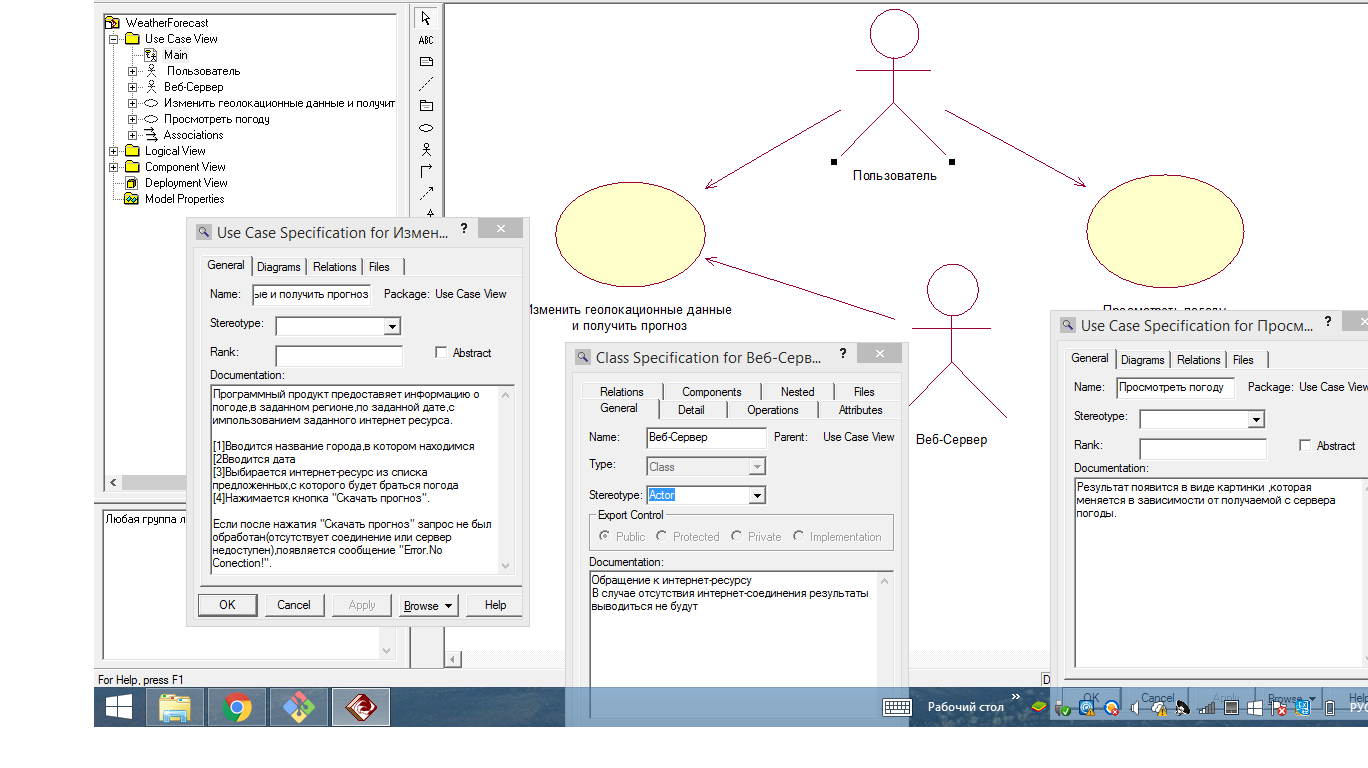 WeatherForecast
Use Case View
Main
Пользователь
Веб-Сервер
Изменить геолокационные данные и получит
Просмотреть погоду
Associations
Logical View
Component View
Deployment View
Model Properties
ABC
Пользователь
Изменить геолокационные данные
и получить прогноз
Веб-Сервер
Use Case Specification for Измен...
?
General
Diagrams
Relations
Files
Name:
ые и получить прогноз
Package: Use Case View
Stereotype:
Rank:
Abstract
Documentation:
Программный продукт предоставяет информацию о
погоде,в заданном регионе,по заданной дате,с
импользованием заданного интернет ресурса.
[1]Вводится название города,в котором находимся
[2Вводится дата
[3]Выбирается интернет-ресурс из списка
предложенных,с которого будет браться погода
[4]Нажимается кнопка "Скачать прогноз".
Если после нажатия "Скачать прогноз" запрос не был
обработан(отсутствует соединение или сервер
недоступен),появляется сообщение "Error.No
Conection!".
OK
Cancel
Apply
Browse
Help
Class Specification for Веб-Серв...
?
Relations
Components
Nested
Files
General
Detail
Operations
Attributes
Name:
Веб-Сервер
Parent: Use Case View
Type:
Class
Stereotype:
Actor
Export Control
Public
Protected
Private
Implementation
Documentation:
Обращение к интернет-ресурсу
В случае отсутствия интернет-соединения результаты
выводиться не будут
Use Case Specification for Просм...
?
General
Diagrams
Relations
Files
Name:
Просмотреть погоду
Package: Use Case View
Stereotype:
Rank:
Abstract
Documentation:
Результат появится в виде картинки ,которая
меняется в зависимости от получаемой с сервера
погоды.
OK
Cancel
Apply
Browse
Help
Любая группа л
For Help, press F1
Рабочий стол
РУС